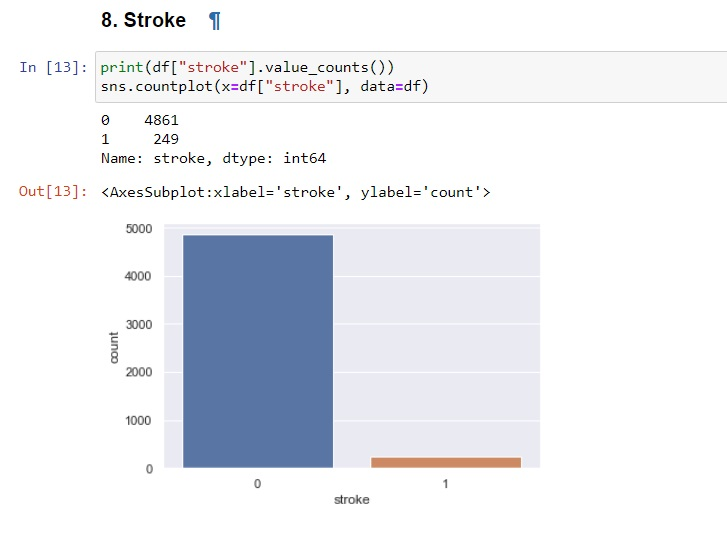 8. Stroke ¶
In [13]: print(df["stroke"].value_counts())
sns.countplot(x=df["stroke"], data=df)
0 4861
1 249
Name: stroke, dtype: int64
Out[13]: <AxesSubplot:xlabel='stroke', ylabel='count'>
5000
4000
3000
2000
1000
0
count
0 1
stroke